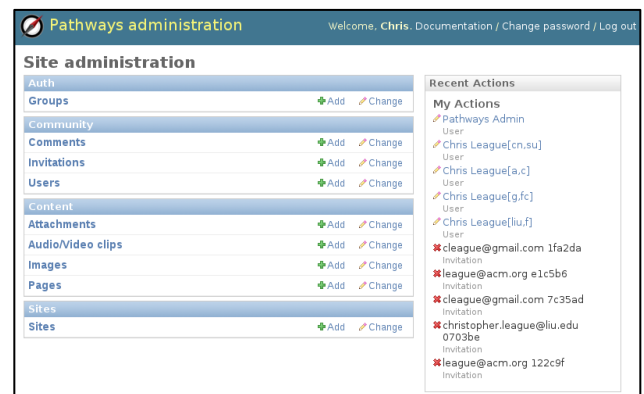 Pathways administration
Welcome, Chris. Documentation / Change password / Log out
Site administration
Auth
Groups Add Change
Community
Comments Add Change
Invitations Add Change
Users Add Change
Content
Attachments Add Change
Audio/Video clips Add Change
Images Add Change
Pages Add Change
Sites
Sites Add Change
Recent Actions
My Actions
Pathways Admin
User
Chris League[cn,su]
User
Chris League[a,c]
User
Chris League[g,fc]
User
Chris League[liu,f]
User
cleague@gmail.com 1fa2da
Invitation
league@acm.org e1c5b6
Invitation
cleague@gmail.com 7c35ad
Invitation
christopher.league@liu.edu
0703be
Invitation
league@acm.org 122c9f
Invitation